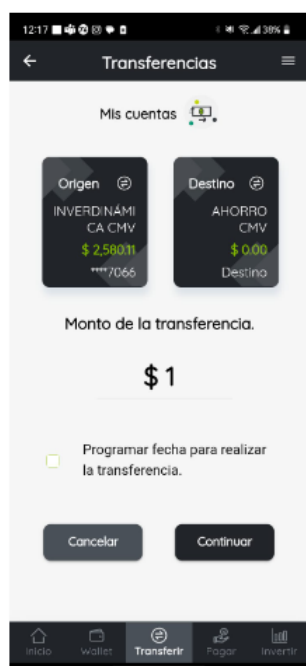 12:17
38%
Transferencias
Mis cuentas
Origen
INVERDINÁMI
CA CMV
$ 2,580.11
****7066
Destino
AHORRO
CMV
$ 0.00
Destino
Monto de la transferencia.
$ 1
Programar fecha para realizar
la transferencia.
Cancelar
Continuar
Inicio
Wallet
Transferir
Pagar
Invertir